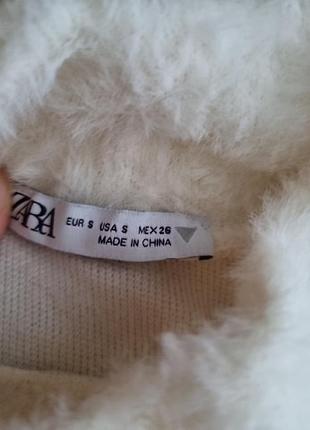 ZARA
EUR S USA S MEX 26
MADE IN CHINA